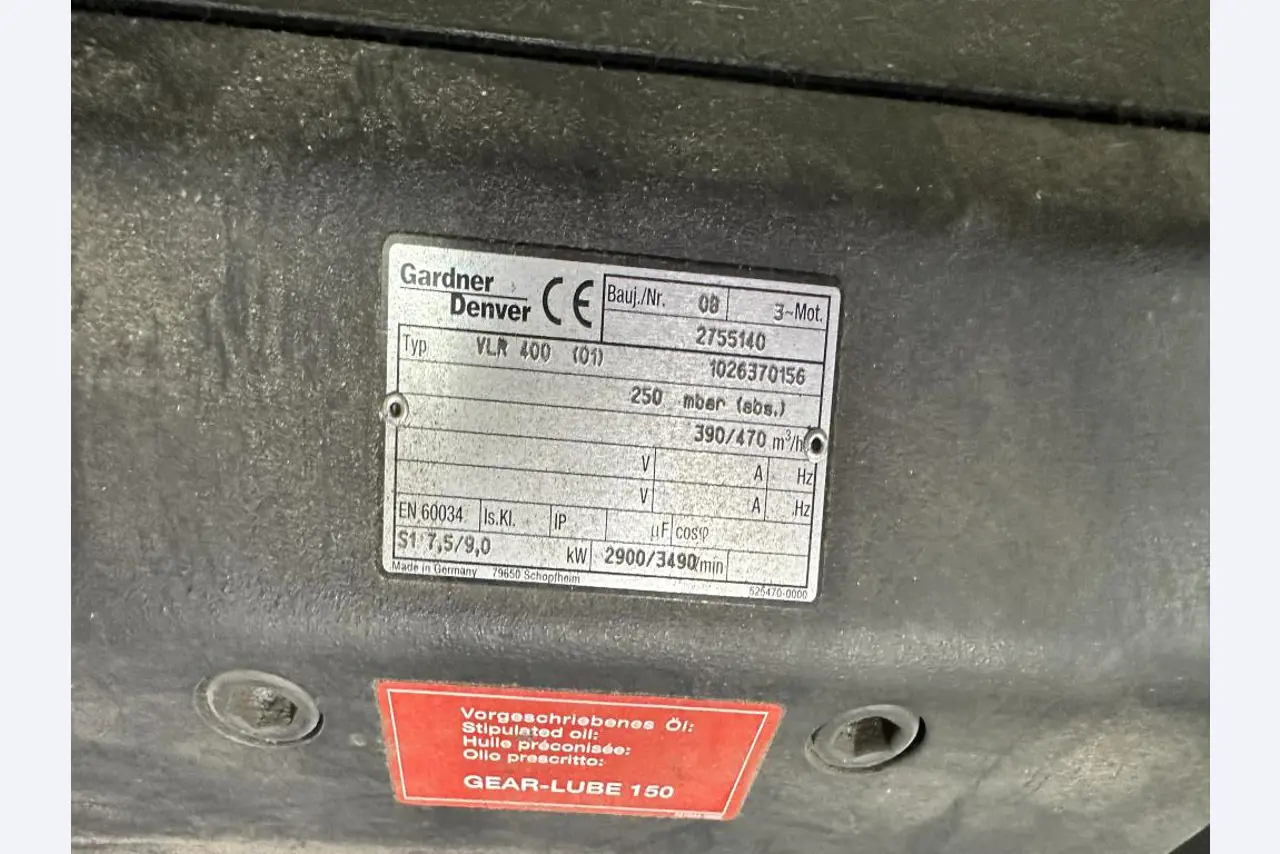 Gardner
Denver CE
Bauj./Nr. 08 3~Mot.
2755140
Typ VLR 400 (01) 1026370156
250 mbar (abs.)
390/470 m³/h
V A Hz
V A Hz
EN 60034 Is.Kl. IP µF cosφ
S1 7,5/9,0 kW 2900/3490/min
Made in Germany 79650 Schopfheim 525470-0000
Vorgeschriebenes Öl:
Stipulated oil:
Huile préconisée:
Olio prescritto:
GEAR-LUBE 150